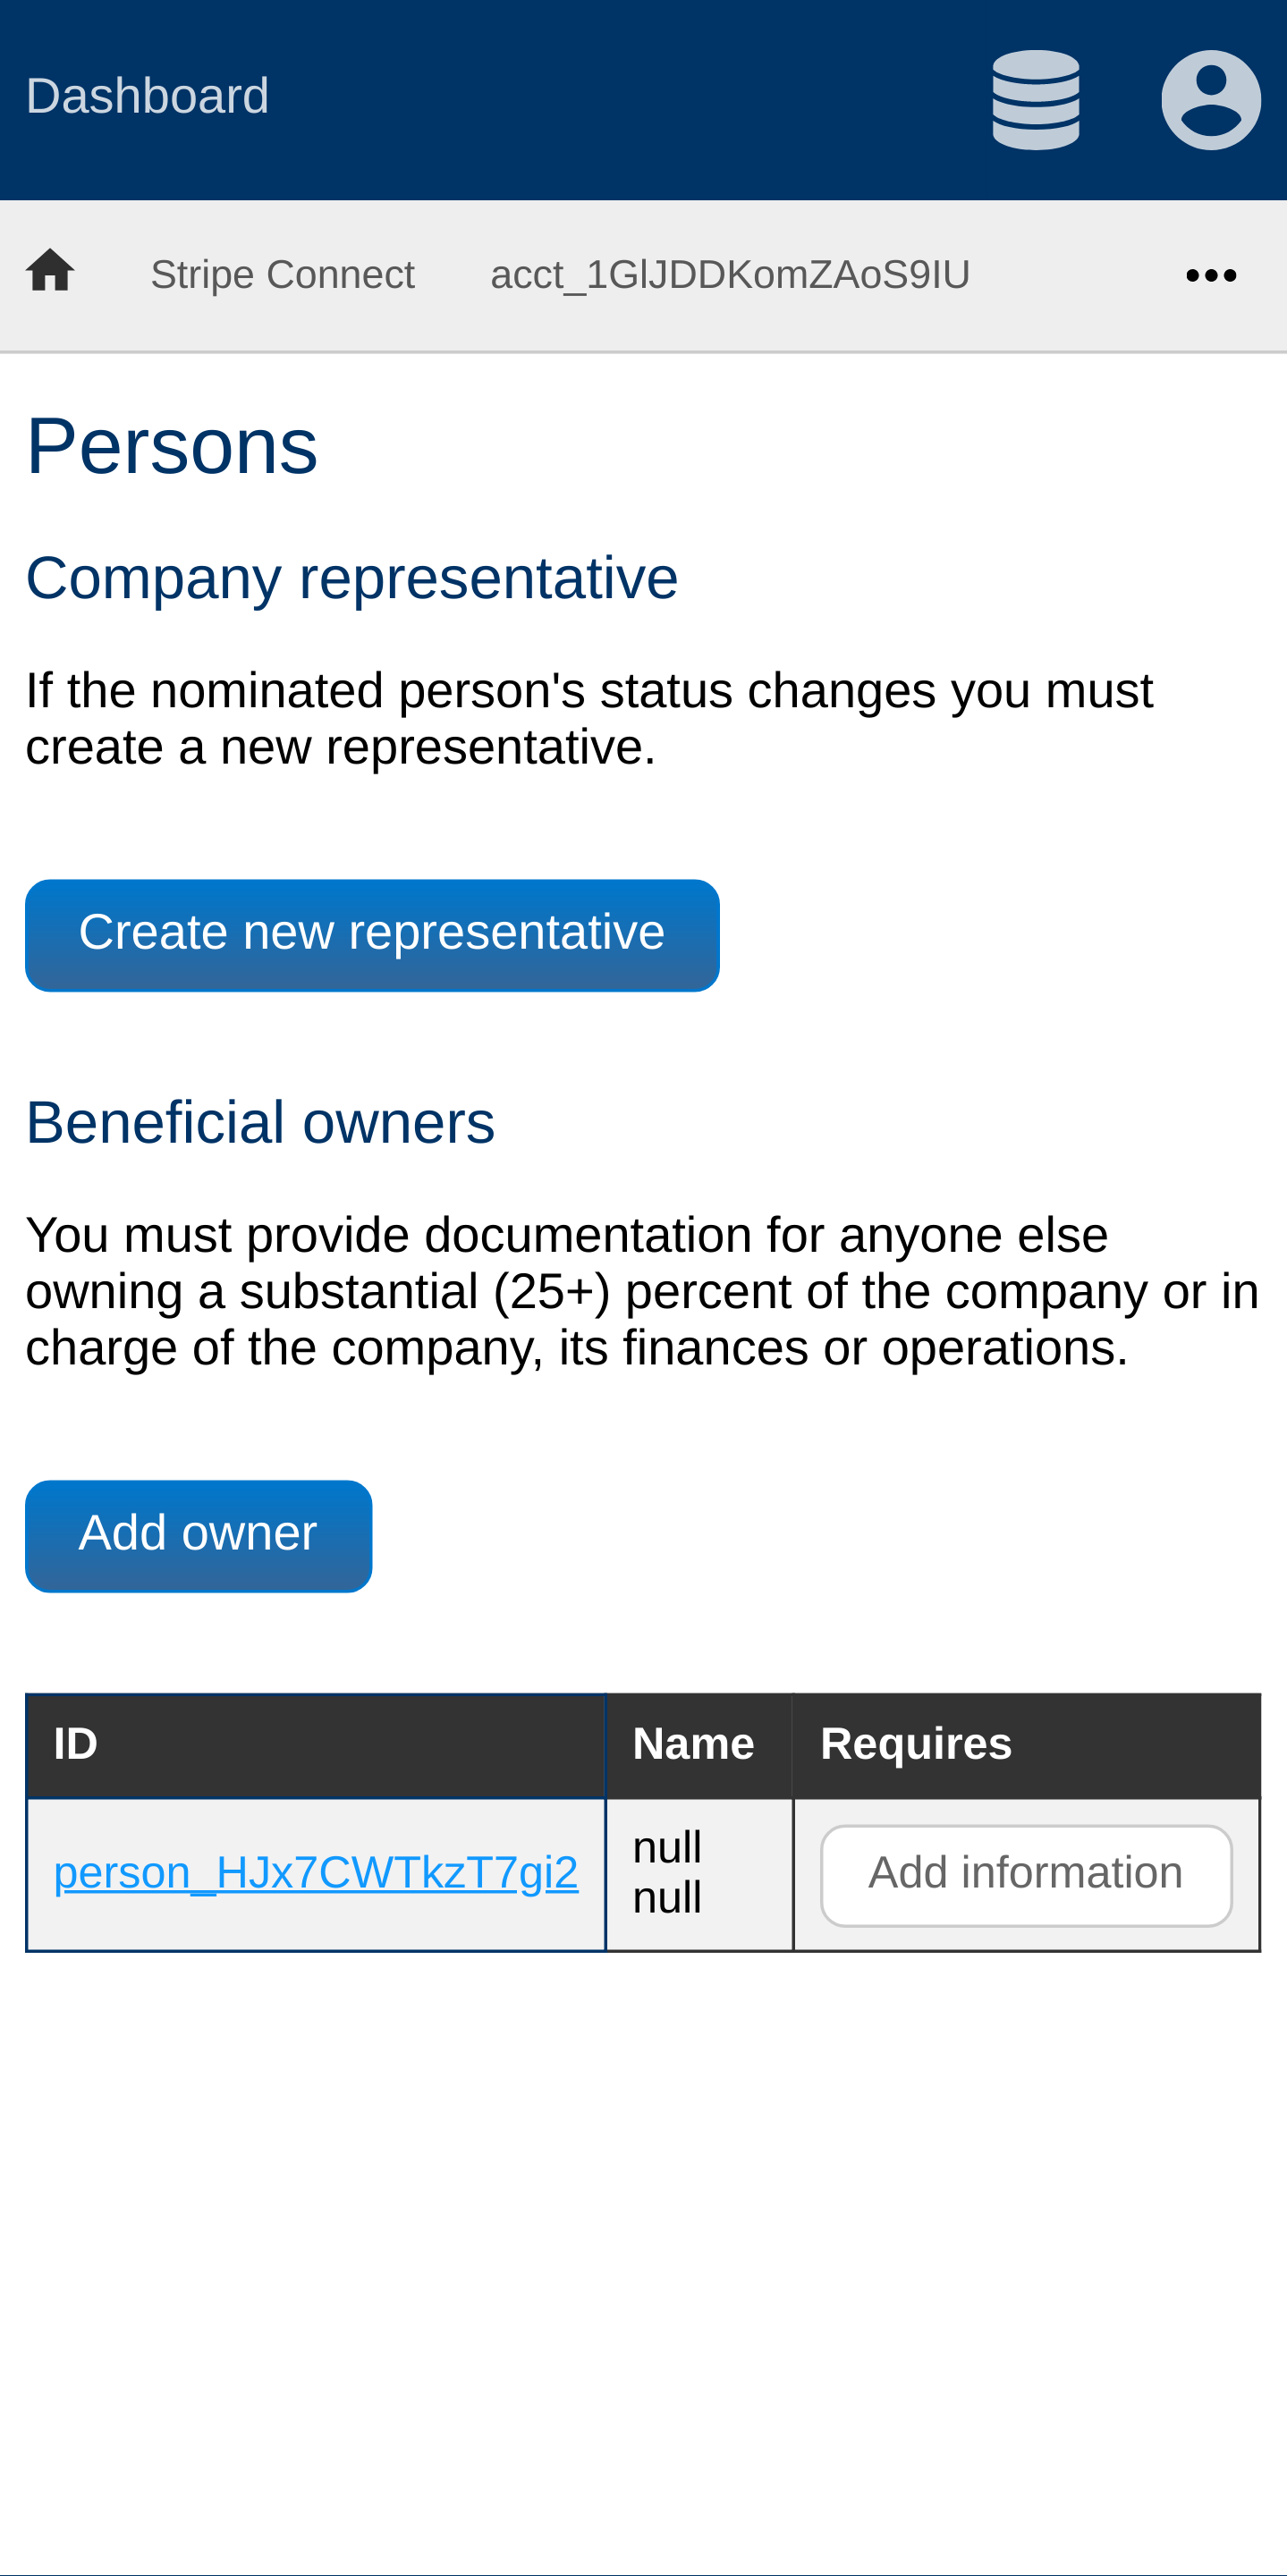 Dashboard
Stripe Connect acct_1GlJDDKomZAoS9IU
Persons
Company representative
If the nominated person's status changes you must
create a new representative.
Create new representative
Beneficial owners
You must provide documentation for anyone else
owning a substantial (25+) percent of the company or in
charge of the company, its finances or operations.
Add owner
ID Name Requires
person_HJx7CWTkzT7gi2 null null Add information